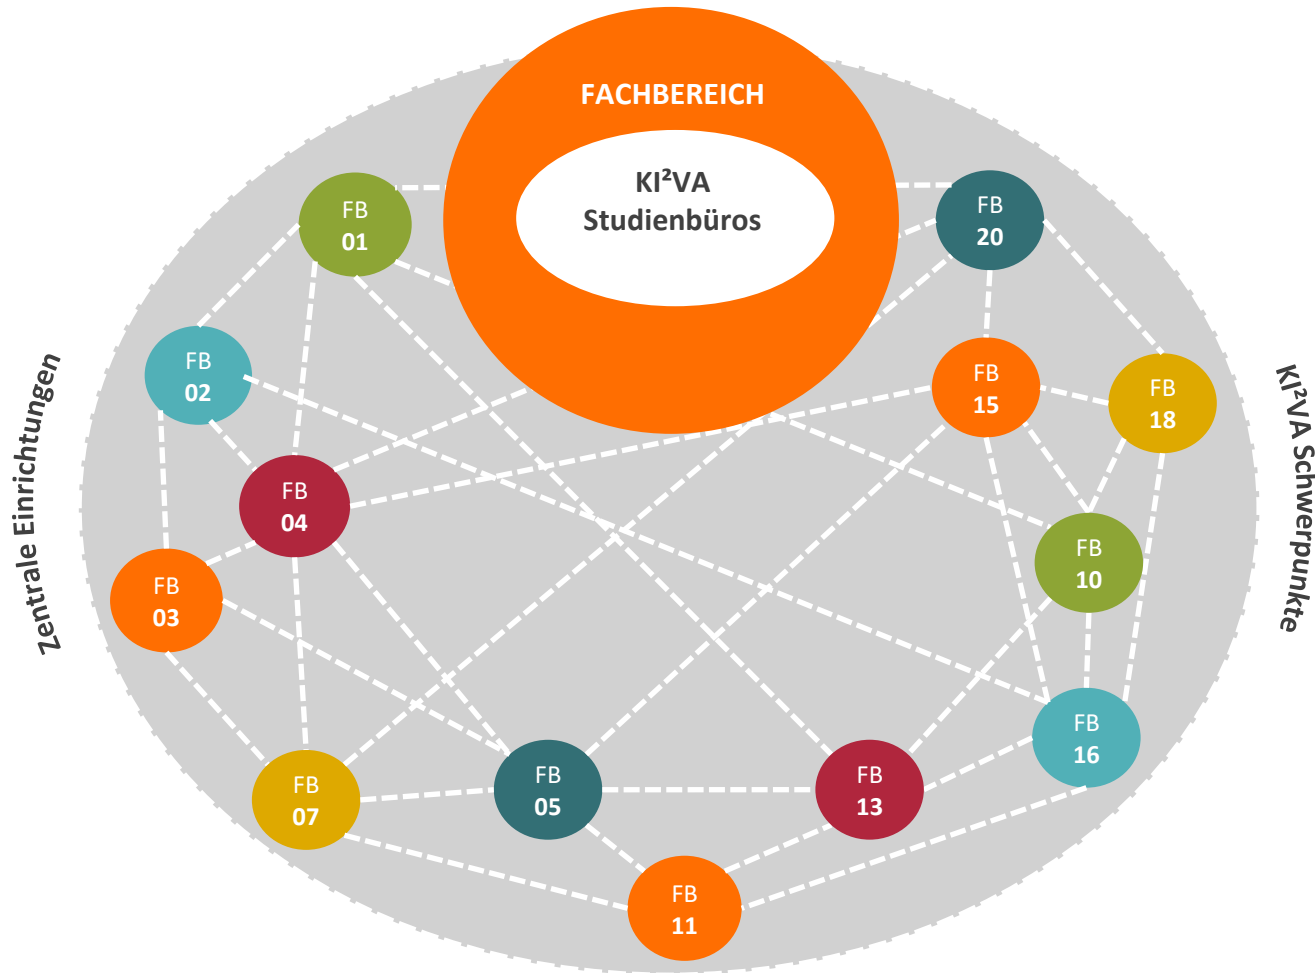 FACHBEREICH
KI²VA
Studienbüros
FB
01
FB
20
FB
02
FB
15
FB
18
Zentrale Einrichtungen
KI²VA Schwerpunkte
FB
04
FB
10
FB
03
FB
16
FB
07
FB
05
FB
13
FB
11